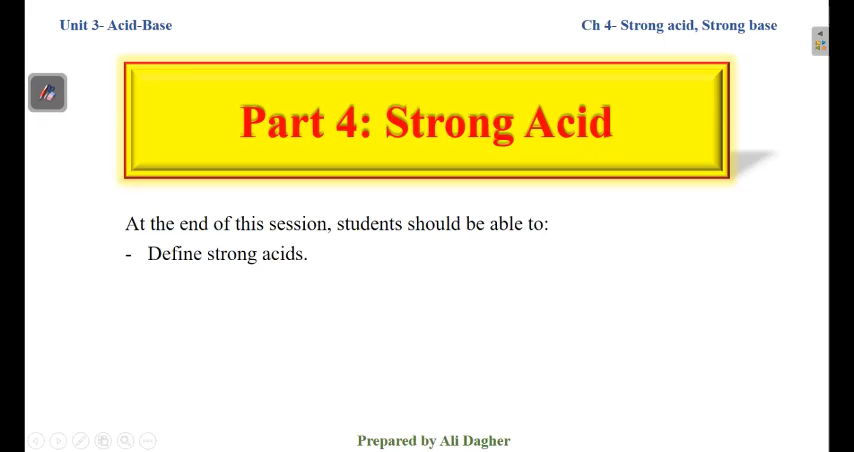 Unit 3- Acid-Base
Ch 4- Strong acid, Strong base
Part 4: Strong Acid
At the end of this session, students should be able to:
- Define strong acids.
Prepared by Ali Dagher